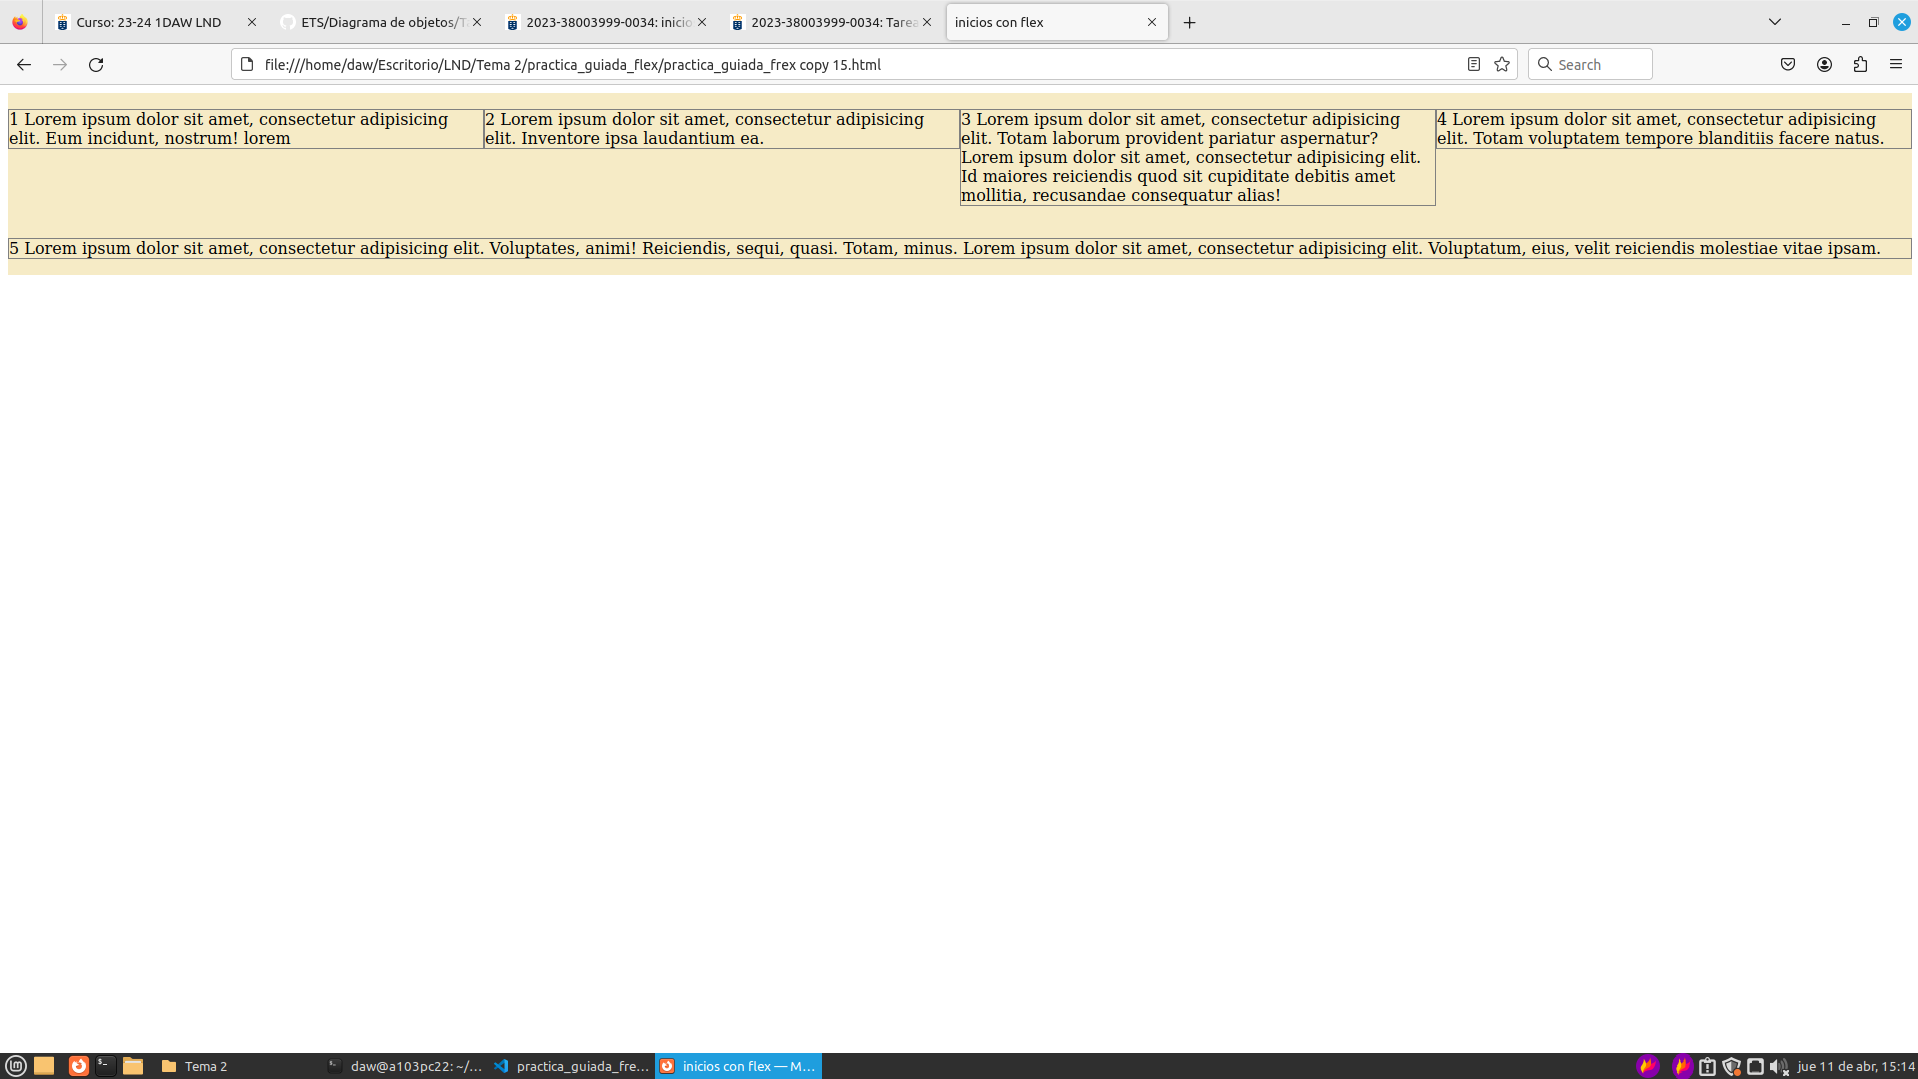 Curso: 23-24 1DAW LND
ETS/Diagrama de objetos/T
2023-38003999-0034: inicio
2023-38003999-0034: Tarea
inicios con flex
file:///home/daw/Escritorio/LND/Tema 2/practica_guiada_flex/practica_guiada_frex copy 15.html
Search
1 Lorem ipsum dolor sit amet, consectetur adipisicing
elit. Eum incidunt, nostrum! lorem
2 Lorem ipsum dolor sit amet, consectetur adipisicing
elit. Inventore ipsa laudantium ea.
3 Lorem ipsum dolor sit amet, consectetur adipisicing
elit. Totam laborum provident pariatur aspernatur?
Lorem ipsum dolor sit amet, consectetur adipisicing elit.
Id maiores reiciendis quod sit cupiditate debitis amet
mollitia, recusandae consequatur alias!
4 Lorem ipsum dolor sit amet, consectetur adipisicing
elit. Totam voluptatem tempore blanditiis facere natus.
5 Lorem ipsum dolor sit amet, consectetur adipisicing elit. Voluptates, animi! Reiciendis, sequi, quasi. Totam, minus. Lorem ipsum dolor sit amet, consectetur adipisicing elit. Voluptatum, eius, velit reiciendis molestiae vitae ipsam.
Tema 2
daw@a103pc22: ~/...
practica_guiada_fre...
inicios con flex — M...
jue 11 de abr, 15:14